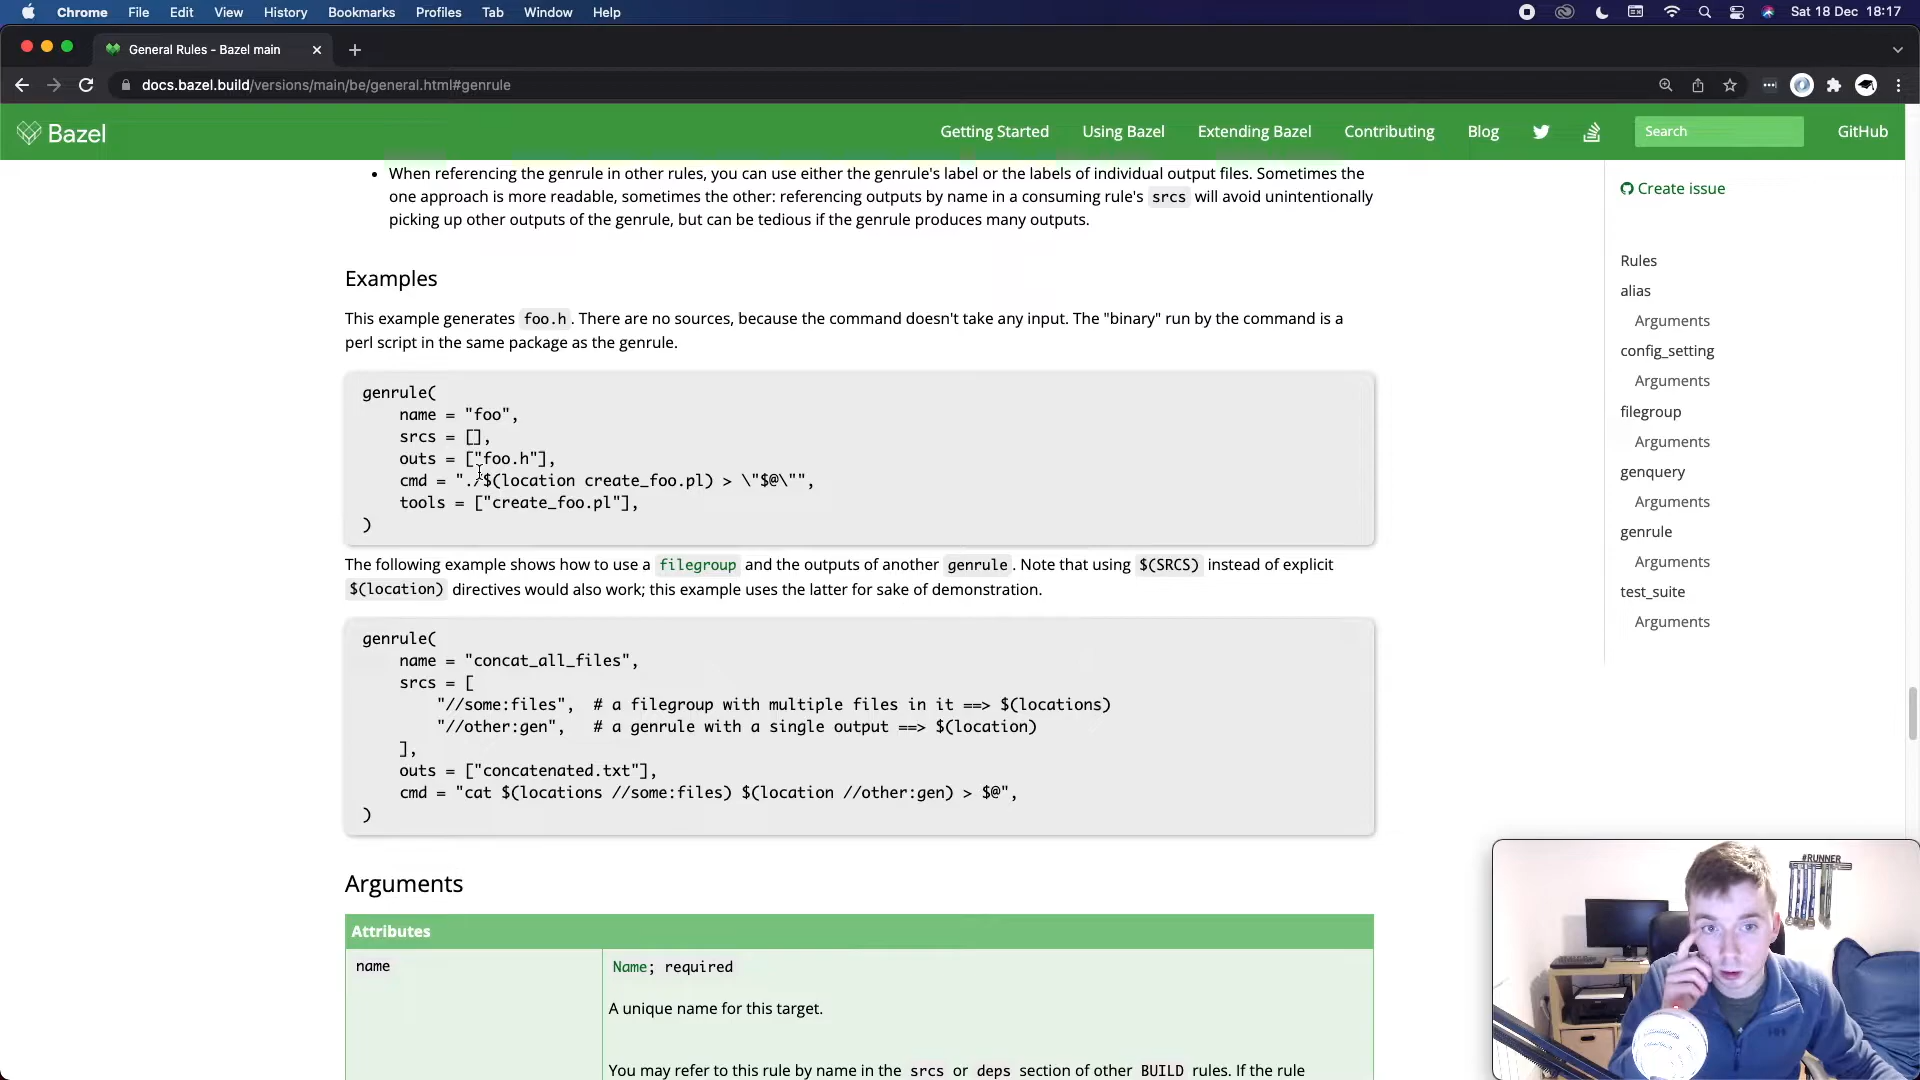 Chrome File Edit View History Bookmarks Profiles Tab Window Help Sat 18 Dec 18:17
General Rules - Bazel main
docs.bazel.build/versions/main/be/general.html#genrule
Bazel Getting Started Using Bazel Extending Bazel Contributing Blog Search GitHub
• When referencing the genrule in other rules, you can use either the genrule's label or the labels of individual output files. Sometimes the
one approach is more readable, sometimes the other: referencing outputs by name in a consuming rule's srcs will avoid unintentionally
picking up other outputs of the genrule, but can be tedious if the genrule produces many outputs.
Examples
This example generates foo.h. There are no sources, because the command doesn't take any input. The "binary" run by the command is a
perl script in the same package as the genrule.
genrule(
    name = "foo",
    srcs = [],
    outs = ["foo.h"],
    cmd = "./$(location create_foo.pl) > \"$@\"",
    tools = ["create_foo.pl"],
)
The following example shows how to use a filegroup and the outputs of another genrule. Note that using $(SRCS) instead of explicit
$(location) directives would also work; this example uses the latter for sake of demonstration.
genrule(
    name = "concat_all_files",
    srcs = [
        "//some:files",  # a filegroup with multiple files in it ==> $(locations)
        "//other:gen",   # a genrule with a single output ==> $(location)
    ],
    outs = ["concatenated.txt"],
    cmd = "cat $(locations //some:files) $(location //other:gen) > $@",
)
Arguments
Attributes
name
Name; required
A unique name for this target.
You may refer to this rule by name in the srcs or deps section of other BUILD rules. If the rule
Create issue
Rules
alias
Arguments
config_setting
Arguments
filegroup
Arguments
genquery
Arguments
genrule
Arguments
test_suite
Arguments
#RUNNER